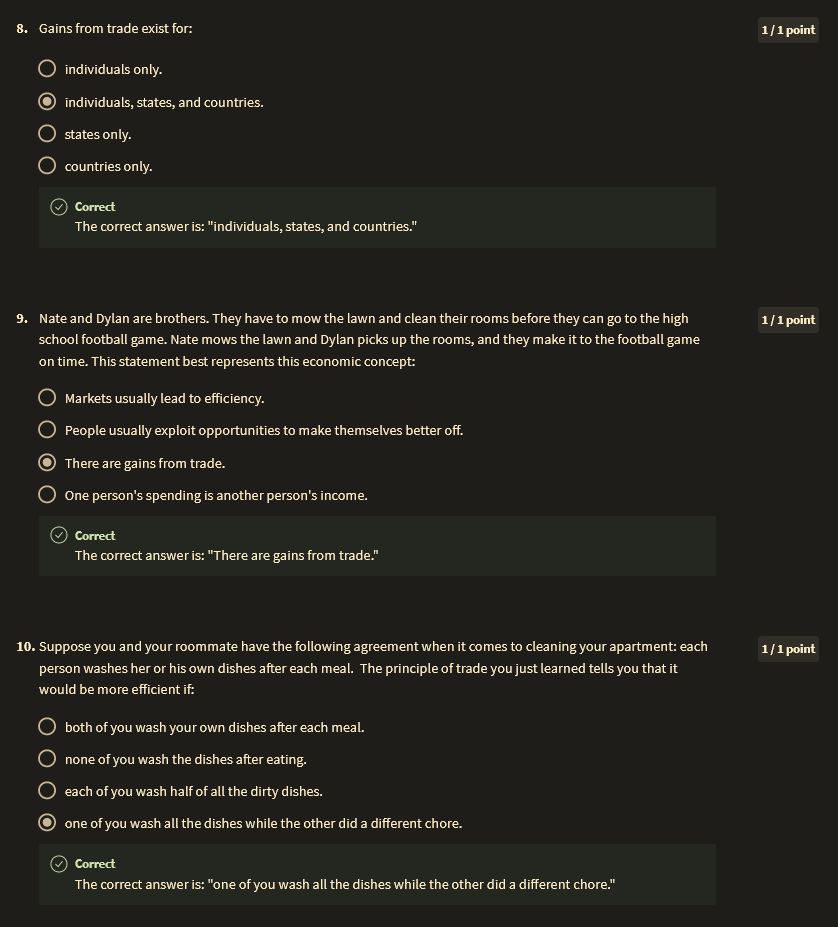 8. Gains from trade exist for:
1 / 1 point
individuals only.
individuals, states, and countries.
states only.
countries only.
Correct
The correct answer is: "individuals, states, and countries."
9. Nate and Dylan are brothers. They have to mow the lawn and clean their rooms before they can go to the high
1 / 1 point
school football game. Nate mows the lawn and Dylan picks up the rooms, and they make it to the football game
on time. This statement best represents this economic concept:
Markets usually lead to efficiency.
People usually exploit opportunities to make themselves better off.
There are gains from trade.
One person's spending is another person's income.
Correct
The correct answer is: "There are gains from trade."
10. Suppose you and your roommate have the following agreement when it comes to cleaning your apartment: each
1 / 1 point
person washes her or his own dishes after each meal. The principle of trade you just learned tells you that it
would be more efficient if:
both of you wash your own dishes after each meal.
none of you wash the dishes after eating.
each of you wash half of all the dirty dishes.
one of you wash all the dishes while the other did a different chore.
Correct
The correct answer is: "one of you wash all the dishes while the other did a different chore."